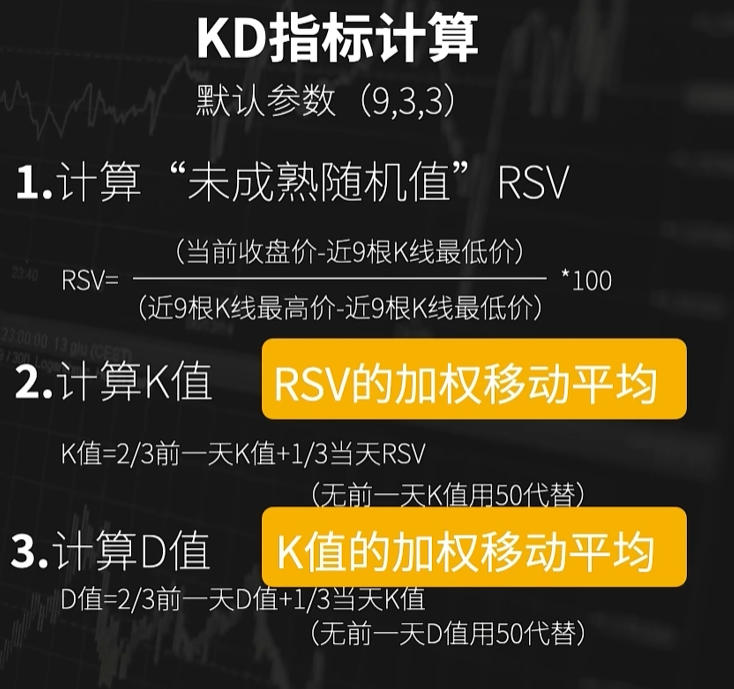 KD指标计算
默认参数（9,3,3）
1.计算“未成熟随机值”RSV
（当前收盘价-近9根K线最低价）
RSV= *100
（近9根K线最高价-近9根K线最低价）
2.计算K值 RSV的加权移动平均
K值=2/3前一天K值+1/3当天RSV
（无前一天K值用50代替）
3.计算D值 K值的加权移动平均
D值=2/3前一天D值+1/3当天K值
（无前一天D值用50代替）
23:40